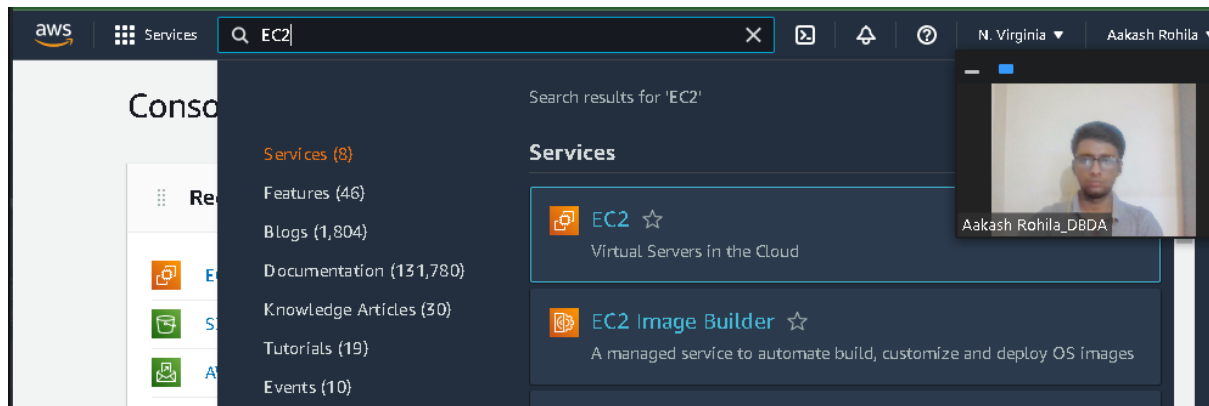 aws Services EC2 N. Virginia ▼ Aakash Rohila
Search results for 'EC2'
Conso
Services (8)
Services
Features (46)
Re
EC2
Blogs (1,804)
Virtual Servers in the Cloud
Aakash Rohila_DBDA
Documentation (131,780)
Knowledge Articles (30)
EC2 Image Builder
A managed service to automate build, customize and deploy OS images
Tutorials (19)
A
Events (10)